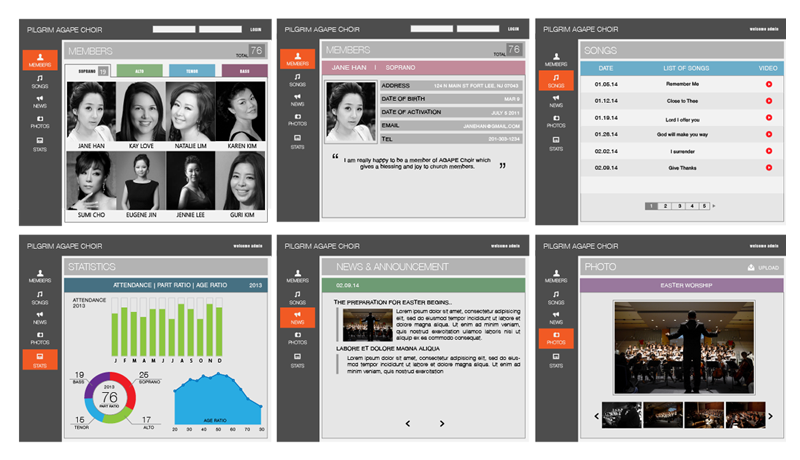 PILGRIM AGAPE CHOIR
LOGIN
MEMBERS
TOTAL 76
MEMBERS
SONGS
NEWS
PHOTOS
STATS
SOPRANO 19
ALTO
TENOR
BASS
JANE HAN
KAY LOVE
NATALIE LIM
KAREN KIM
SUMI CHO
EUGENE JIN
JENNIE LEE
GURI KIM
PILGRIM AGAPE CHOIR
LOGIN
MEMBERS
TOTAL 76
MEMBERS
SONGS
NEWS
PHOTOS
STATS
JANE HAN | SOPRANO
ADDRESS 124 N MAIN ST FORT LEE, NJ 07043
DATE OF BIRTH MAR 8
DATE OF ACTIVATION JULY 8 2011
EMAIL JANEHAN@GMAIL.COM
TEL 201-303-1234
“ I am really happy to be a member of AGAPE Choir which
gives a blessing and joy to church members. ”
PILGRIM AGAPE CHOIR
welcome admin
SONGS
MEMBERS
SONGS
NEWS
PHOTOS
STATS
DATE LIST OF SONGS VIDEO
01.05.14 Remember Me
01.12.14 Close to Thee
01.19.14 Lord I offer you
01.26.14 God will make you way
02.02.14 I surrender
02.09.14 Give Thanks
1 2 3 4 5
PILGRIM AGAPE CHOIR
welcome admin
STATISTICS
MEMBERS
SONGS
NEWS
PHOTOS
STATS
ATTENDANCE | PART RATIO | AGE RATIO 2013
ATTENDANCE
2013
J F M A M J J A S O N D
19
BASS
25
SOPRANO
2013
76
PART RATIO
15
TENOR
17
ALTO
AGE RATIO
20 30 40 50 60 70 80
PILGRIM AGAPE CHOIR
welcome admin
NEWS & ANNOUNCEMENT
MEMBERS
SONGS
NEWS
PHOTOS
STATS
02.09.14
THE PREPARATION FOR EASTER BEGINS..
Lorem ipsum dolor sit amet, consectetur adipisicing elit, sed do eiusmod tempor incididunt ut labore et dolore magna aliqua. Ut enim ad minim veniam, quis nostrud exercitation ullamco laboris nisi ut aliquip ex ea commodo consequat.
LABORE ET DOLORE MAGNA ALIQUA
Lorem ipsum dolor sit amet, consectetur adipisicing elit, sed do eiusmod tempor incididunt ut labore et dolore magna aliqua. Ut enim ad minim veniam, quis nostrud exercitation
PILGRIM AGAPE CHOIR
welcome admin
PHOTO
UPLOAD
MEMBERS
SONGS
NEWS
PHOTOS
STATS
EASTER WORSHIP